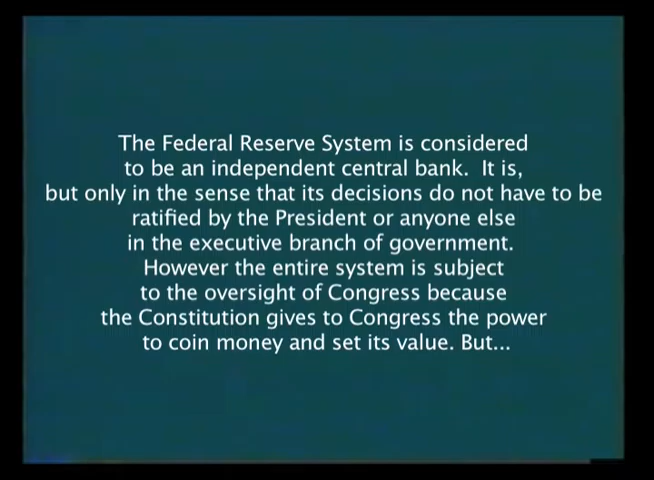 The Federal Reserve System is considered
to be an independent central bank.  It is,
but only in the sense that its decisions do not have to be
ratified by the President or anyone else
in the executive branch of government.
However the entire system is subject
to the oversight of Congress because
the Constitution gives to Congress the power
to coin money and set its value. But...